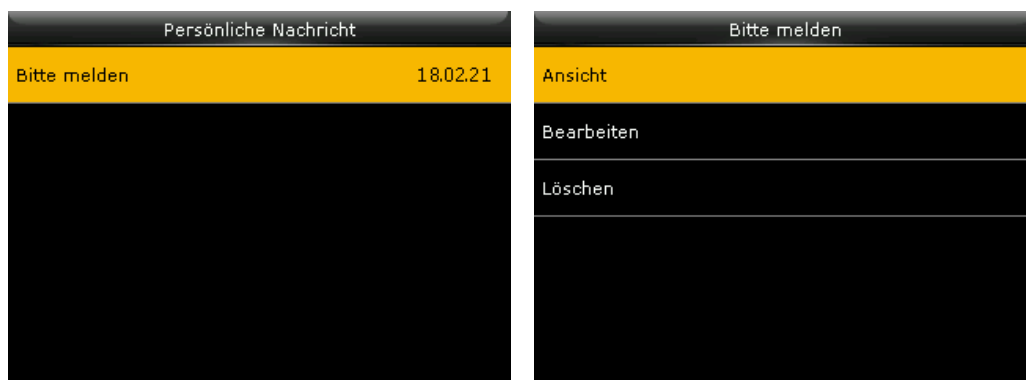 Persönliche Nachricht
Bitte melden 18.02.21
Bitte melden
Ansicht
Bearbeiten
Löschen